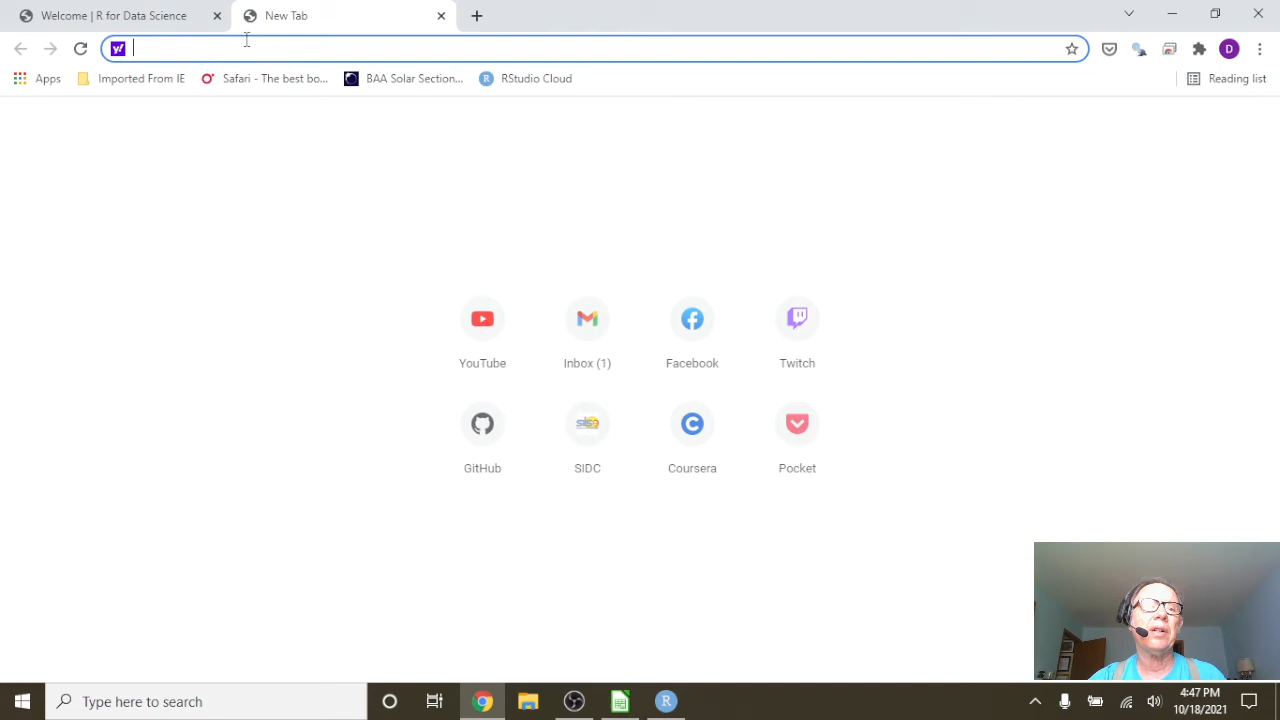 Welcome | R for Data Science
New Tab
y!
Apps
Imported From IE
Safari - The best bo...
BAA Solar Section...
R
RStudio Cloud
Reading list
D
YouTube
Inbox (1)
Facebook
Twitch
GitHub
SIDC
Coursera
Pocket
Type here to search
R
4:47 PM
10/18/2021